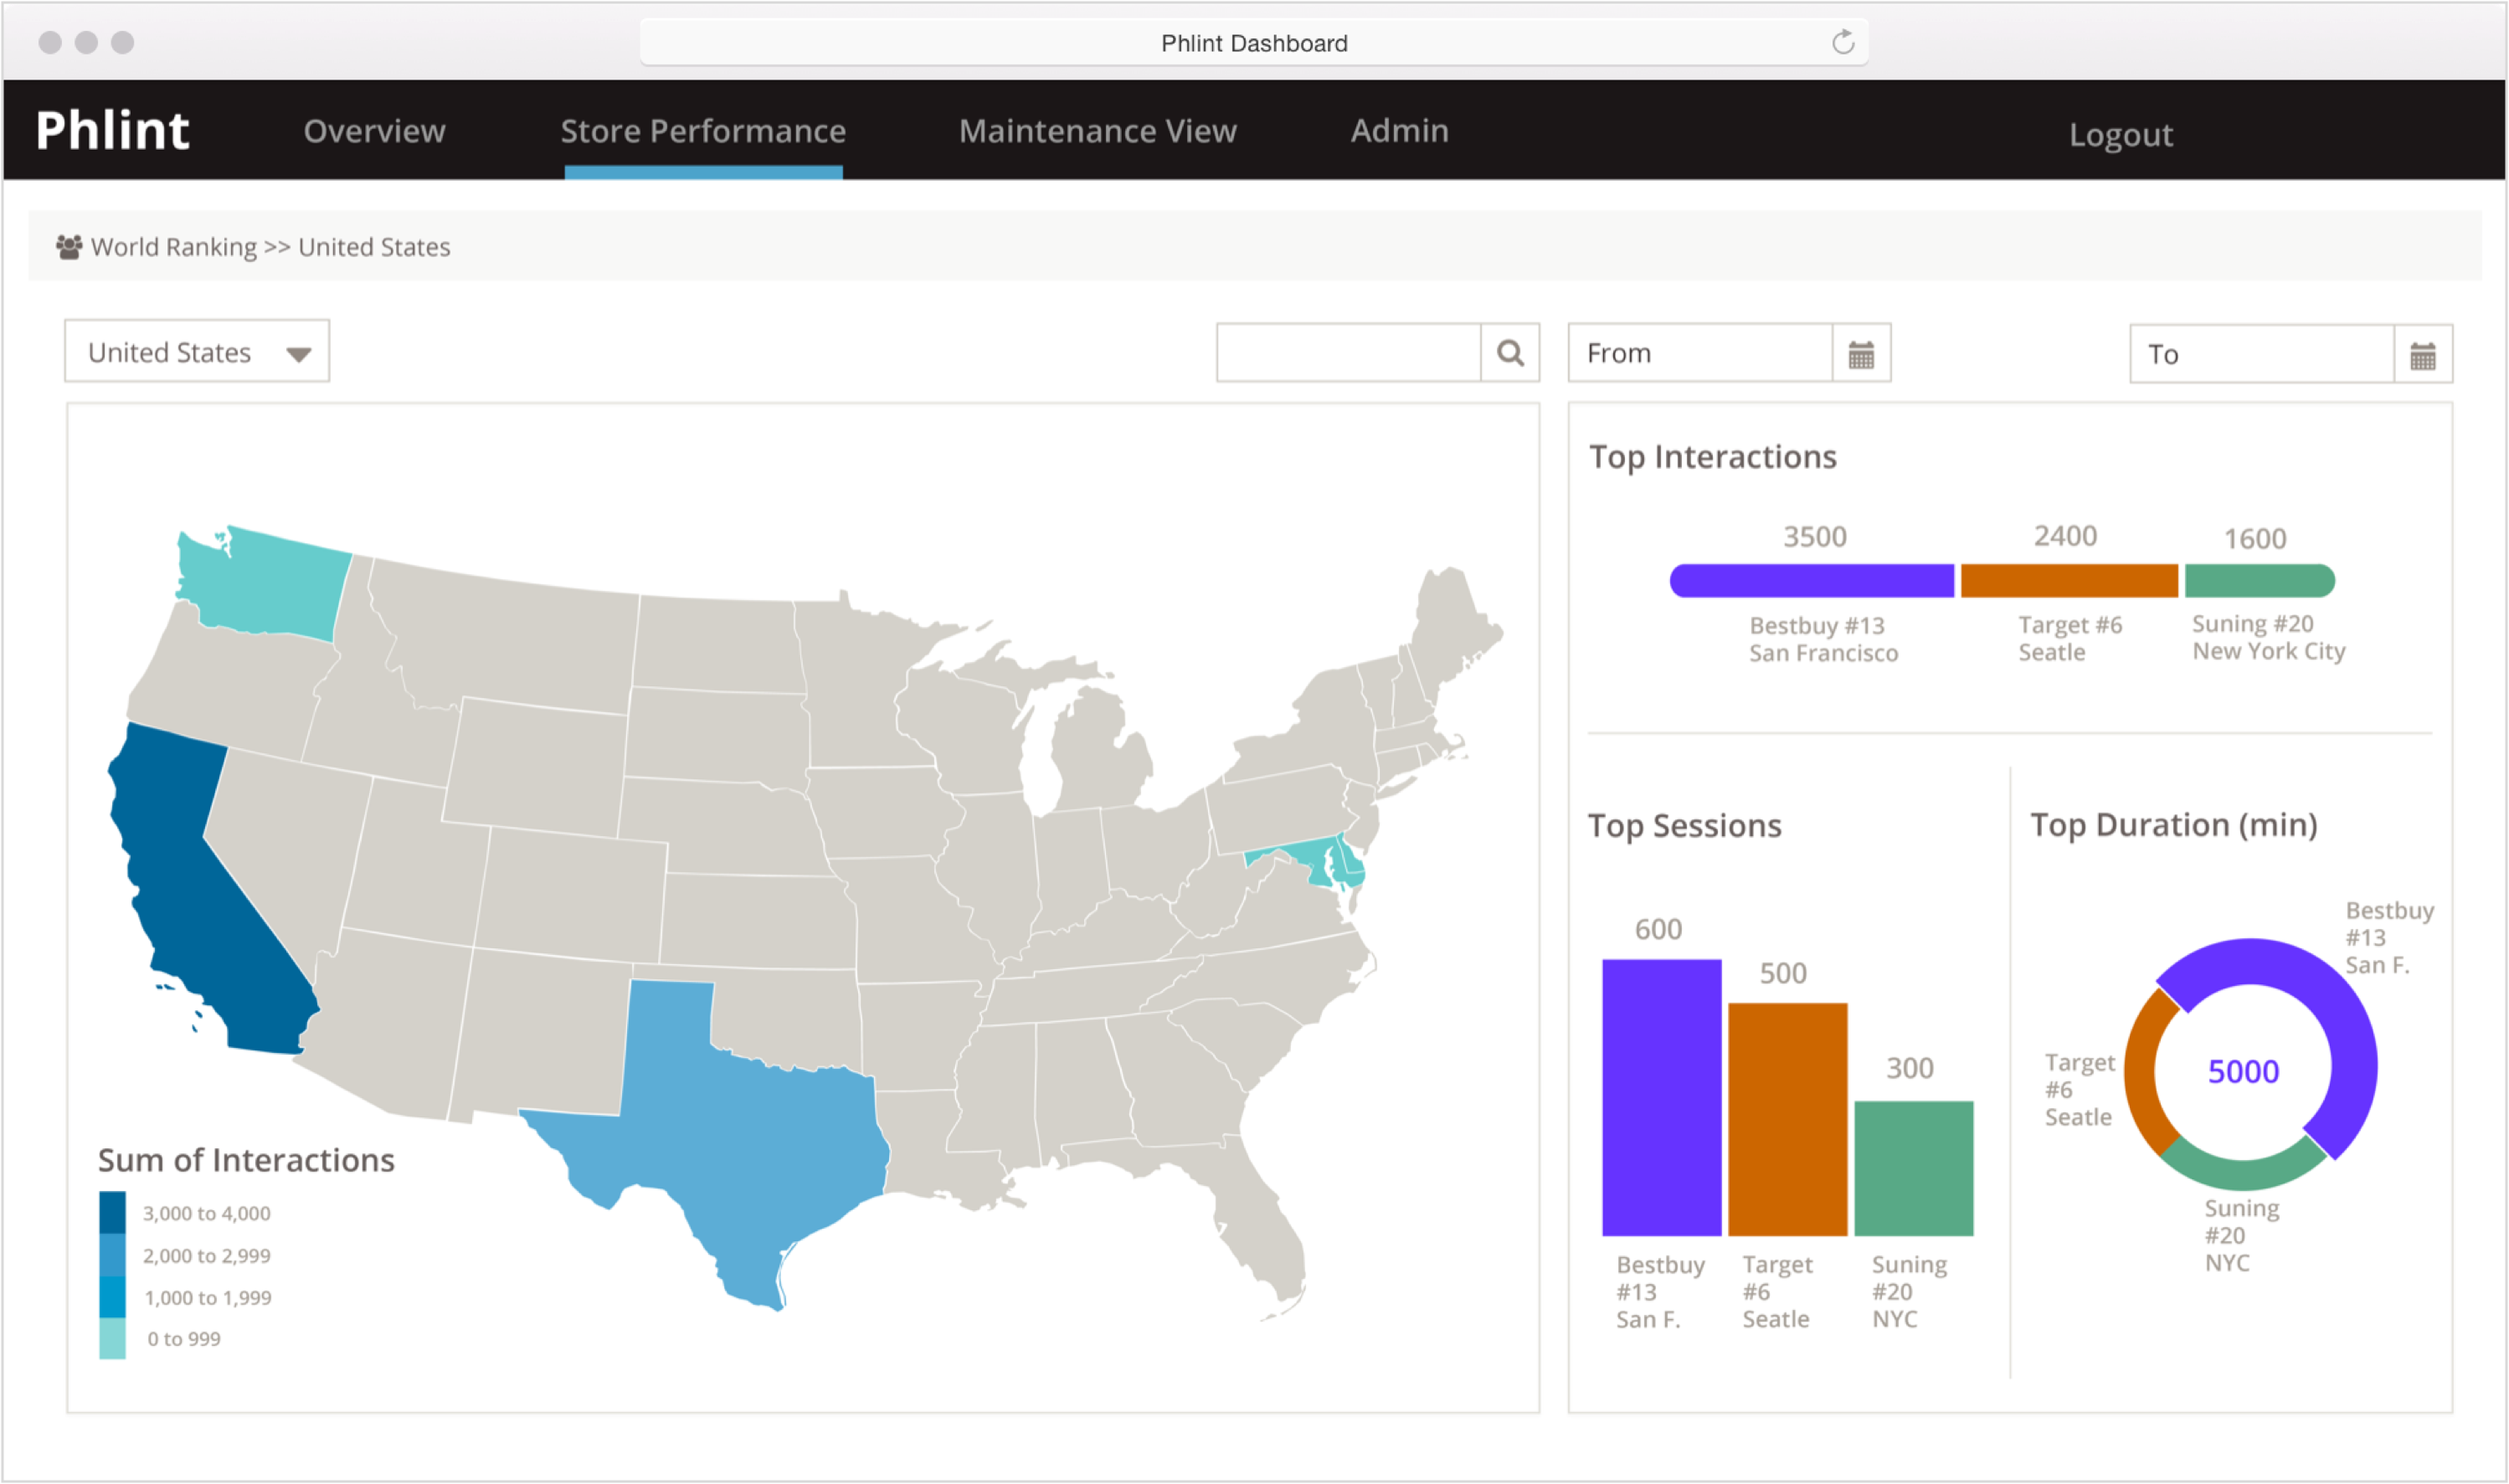 Phlint Dashboard
Phlint
Overview
Store Performance
Maintenance View
Admin
Logout
World Ranking >> United States
United States
From
To
Top Interactions
3500
2400
1600
Bestbuy #13
San Francisco
Target #6
Seatle
Suning #20
New York City
Top Sessions
600
500
300
Bestbuy
#13
San F.
Target
#6
Seatle
Suning
#20
NYC
Top Duration (min)
Bestbuy
#13
San F.
Target
#6
Seatle
5000
Suning
#20
NYC
Sum of Interactions
3,000 to 4,000
2,000 to 2,999
1,000 to 1,999
0 to 999